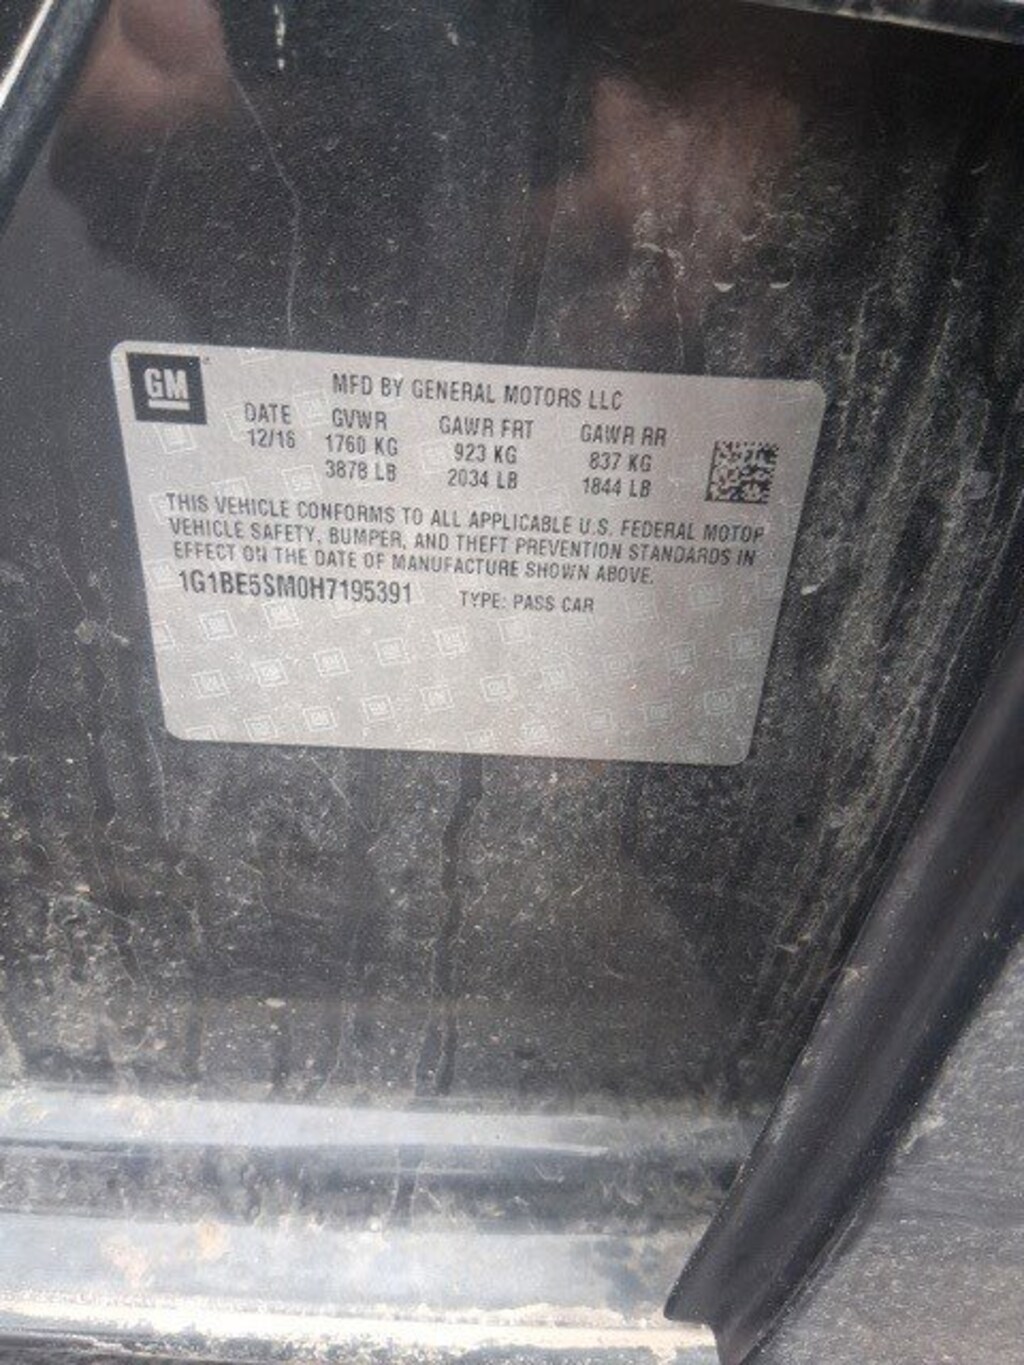 GM
MFD BY GENERAL MOTORS LLC
DATE GVWR GAWR FRT GAWR RR
12/16 1760 KG 923 KG 837 KG
3878 LB 2034 LB 1844 LB
THIS VEHICLE CONFORMS TO ALL APPLICABLE U.S. FEDERAL MOTOR
VEHICLE SAFETY, BUMPER, AND THEFT PREVENTION STANDARDS IN
EFFECT ON THE DATE OF MANUFACTURE SHOWN ABOVE.
1G1BE5SM0H7195391 TYPE: PASS CAR